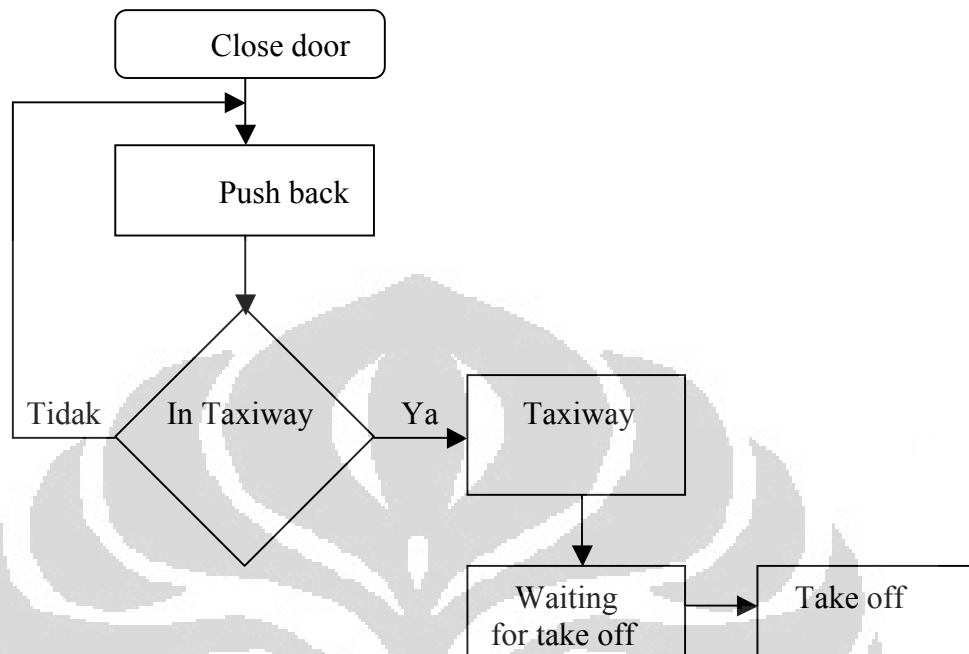 Close door
Push back
Tidak
In Taxiway
Ya
Taxiway
Waiting
for take off
Take off